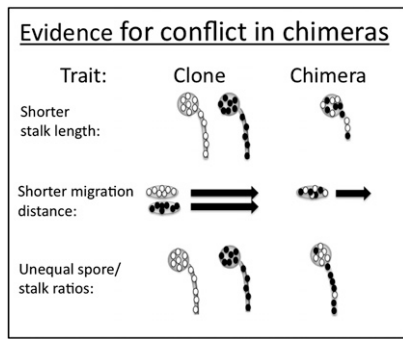 Evidence for conflict in chimeras
Trait: Clone Chimera
Shorter
stalk length:
Shorter migration
distance:
Unequal spore/
stalk ratios: